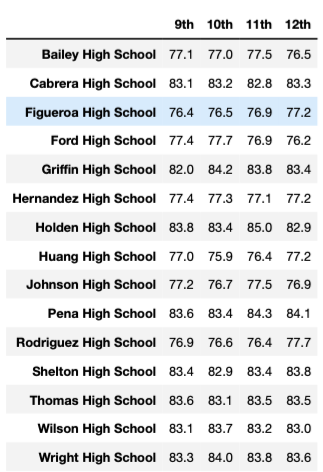 9th 10th 11th 12th
Bailey High School 77.1 77.0 77.5 76.5
Cabrera High School 83.1 83.2 82.8 83.3
Figueroa High School 76.4 76.5 76.9 77.2
Ford High School 77.4 77.7 76.9 76.2
Griffin High School 82.0 84.2 83.8 83.4
Hernandez High School 77.4 77.3 77.1 77.2
Holden High School 83.8 83.4 85.0 82.9
Huang High School 77.0 75.9 76.4 77.2
Johnson High School 77.2 76.7 77.5 76.9
Pena High School 83.6 83.4 84.3 84.1
Rodriguez High School 76.9 76.6 76.4 77.7
Shelton High School 83.4 82.9 83.4 83.8
Thomas High School 83.6 83.1 83.5 83.5
Wilson High School 83.1 83.7 83.2 83.0
Wright High School 83.3 84.0 83.8 83.6